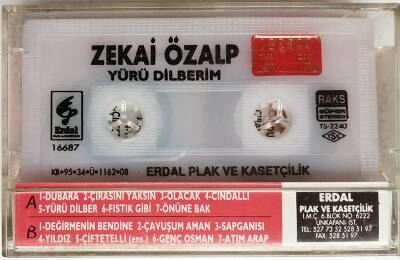 ZEKAİ ÖZALP
YÜRÜ DİLBERİM
Erdal
16687
RAKS
SÜPER
STEREO
TS-2240
TSE
KB•95•34•Ü•1162•08
ERDAL PLAK VE KASETÇİLİK
A 1-DUBARA 2-ÇIRASINI YAKSIN 3-OLACAK 4-CINDALLI
5-YÜRÜ DİLBER 6-FISTIK GİBİ 7-ÖNÜNE BAK
B 1-DEĞİRMENİN BENDİNE 2-ÇAVUŞUM AMAN 3-SAPGANISI
4-YILDIZ 5-ÇİFTETELLİ (ens.) 6-GENÇ OSMAN 7-ATIM ARAP
ERDAL
PLAK VE KASETÇİLİK
İ.M.Ç. 6.BLOK NO: 6222
UNKAPANI-İST.
TEL: 527 73 52 528 51 97
FAX: 528 51 97